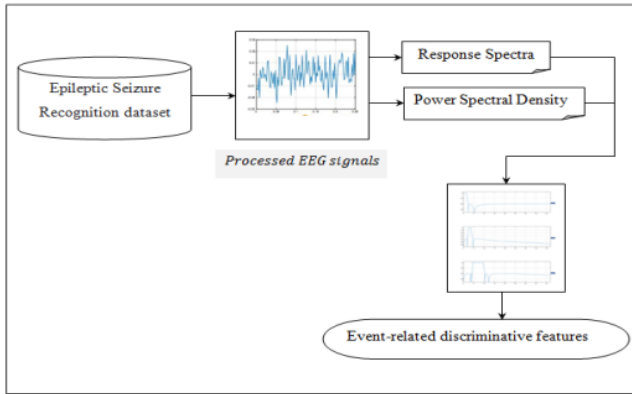 Epileptic Seizure
Recognition dataset
Response Spectra
Power Spectral Density
Processed EEG signals
Event-related discriminative features